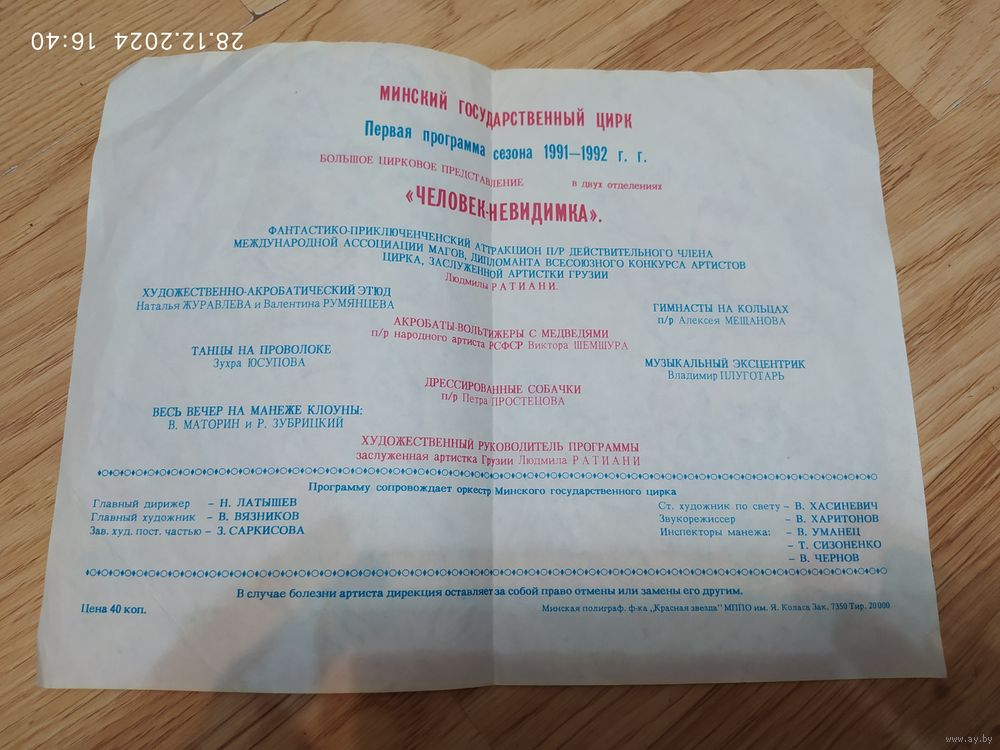 28.12.2024 16:40
МИНСКИЙ ГОСУДАРСТВЕННЫЙ ЦИРК
Первая программа сезона 1991—1992 г. г.
БОЛЬШОЕ ЦИРКОВОЕ ПРЕДСТАВЛЕНИЕ в двух отделениях
«ЧЕЛОВЕК-НЕВИДИМКА».
ФАНТАСТИКО-ПРИКЛЮЧЕНЧЕНСКИЙ АТТРАКЦИОН П/Р ДЕЙСТВИТЕЛЬНОГО ЧЛЕНА
МЕЖДУНАРОДНОЙ АССОЦИАЦИИ МАГОВ, ДИПЛОМАНТА ВСЕСОЮЗНОГО КОНКУРСА АРТИСТОВ
ЦИРКА, ЗАСЛУЖЕННОЙ АРТИСТКИ ГРУЗИИ
Людмилы РАТИАНИ.
ХУДОЖЕСТВЕННО-АКРОБАТИЧЕСКИЙ ЭТЮД
Наталья ЖУРАВЛЕВА и Валентина РУМЯНЦЕВА
ГИМНАСТЫ НА КОЛЬЦАХ
п/р Алексея МЕЩАНОВА
АКРОБАТЫ-ВОЛЬТИЖЕРЫ С МЕДВЕДЯМИ
п/р народного артиста РСФСР Виктора ШЕМШУРА
ТАНЦЫ НА ПРОВОЛОКЕ
Зухра ЮСУПОВА
МУЗЫКАЛЬНЫЙ ЭКСЦЕНТРИК
Владимир ПЛУГОТАРЬ
ДРЕССИРОВАННЫЕ СОБАЧКИ
п/р Петра ПРОСТЕЦОВА
ВЕСЬ ВЕЧЕР НА МАНЕЖЕ КЛОУНЫ:
В. МАТОРИН и Р. ЗУБРИЦКИЙ
ХУДОЖЕСТВЕННЫЙ РУКОВОДИТЕЛЬ ПРОГРАММЫ
заслуженная артистка Грузии Людмила РАТИАНИ
Программу сопровождает оркестр Минского государственного цирка
Главный дирижер – Н. ЛАТЫШЕВ
Главный художник – В. ВЯЗНИКОВ
Зав. худ. пост. частью – З. САРКИСОВА
Ст. художник по свету – В. ХАСИНЕВИЧ
Звукорежиссер – В. ХАРИТОНОВ
Инспекторы манежа: – В. УМАНЕЦ
– Т. СИЗОНЕНКО
– В. ЧЕРНОВ
В случае болезни артиста дирекция оставляет за собой право отмены или замены его другим.
Цена 40 коп.
Минская полиграф. ф-ка „Красная звезда" МППО им. Я. Коласа Зак. 7350 Тир. 20 000
www.ay.by